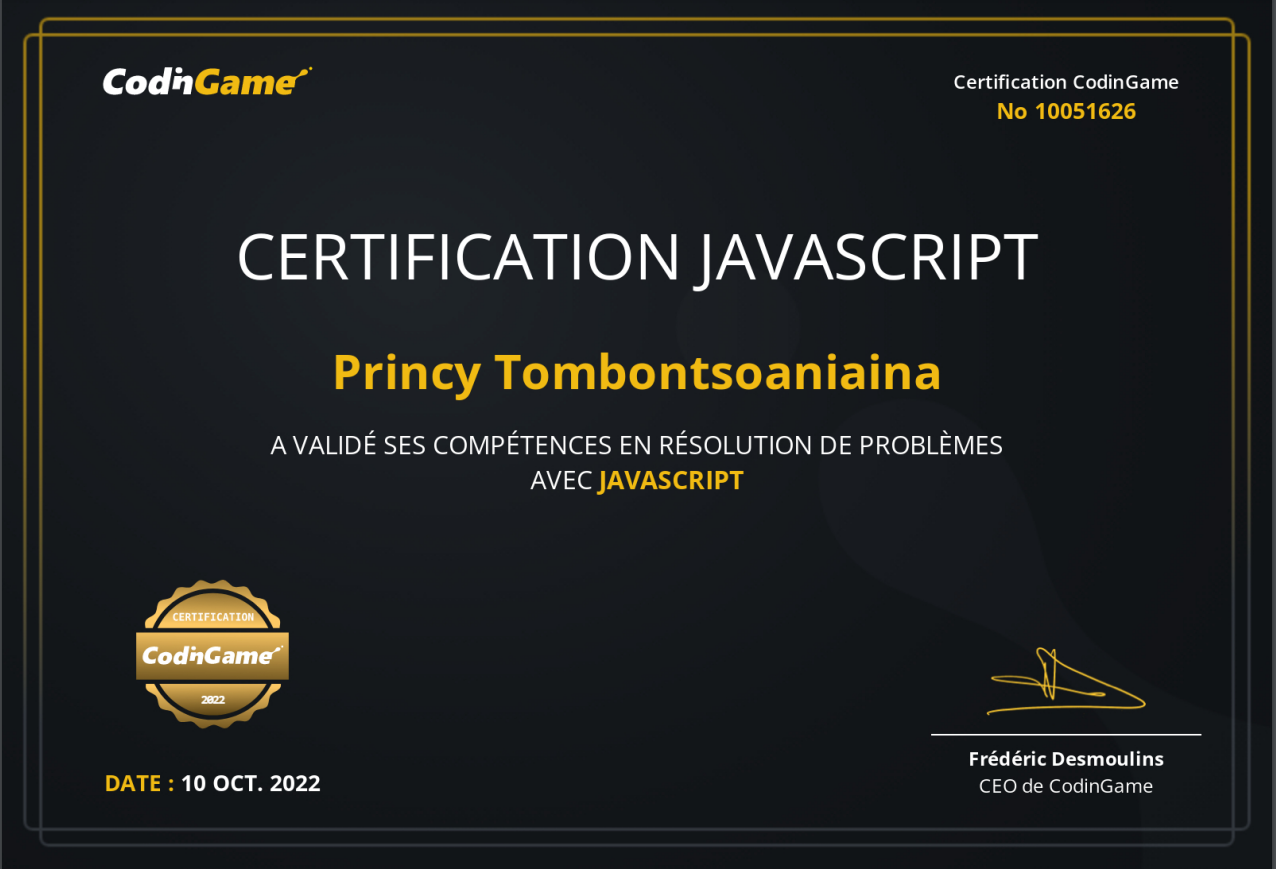 CodinGame
Certification CodinGame
No 10051626
CERTIFICATION JAVASCRIPT
Princy Tombontsoaniaina
A VALIDÉ SES COMPÉTENCES EN RÉSOLUTION DE PROBLÈMES
AVEC JAVASCRIPT
CERTIFICATION
CodinGame
2022
DATE : 10 OCT. 2022
Frédéric Desmoulins
CEO de CodinGame